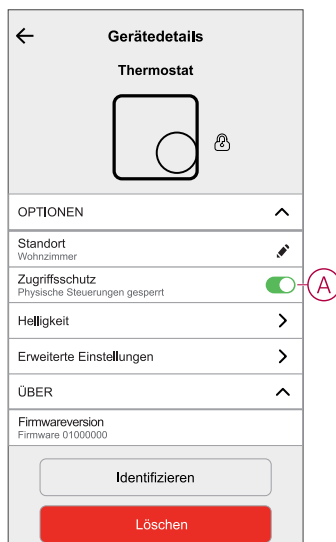 Gerätedetails
Thermostat
OPTIONEN
Standort
Wohnzimmer
Zugriffsschutz
Physische Steuerungen gesperrt
A
Helligkeit
Erweiterte Einstellungen
ÜBER
Firmwareversion
Firmware 01000000
Identifizieren
Löschen